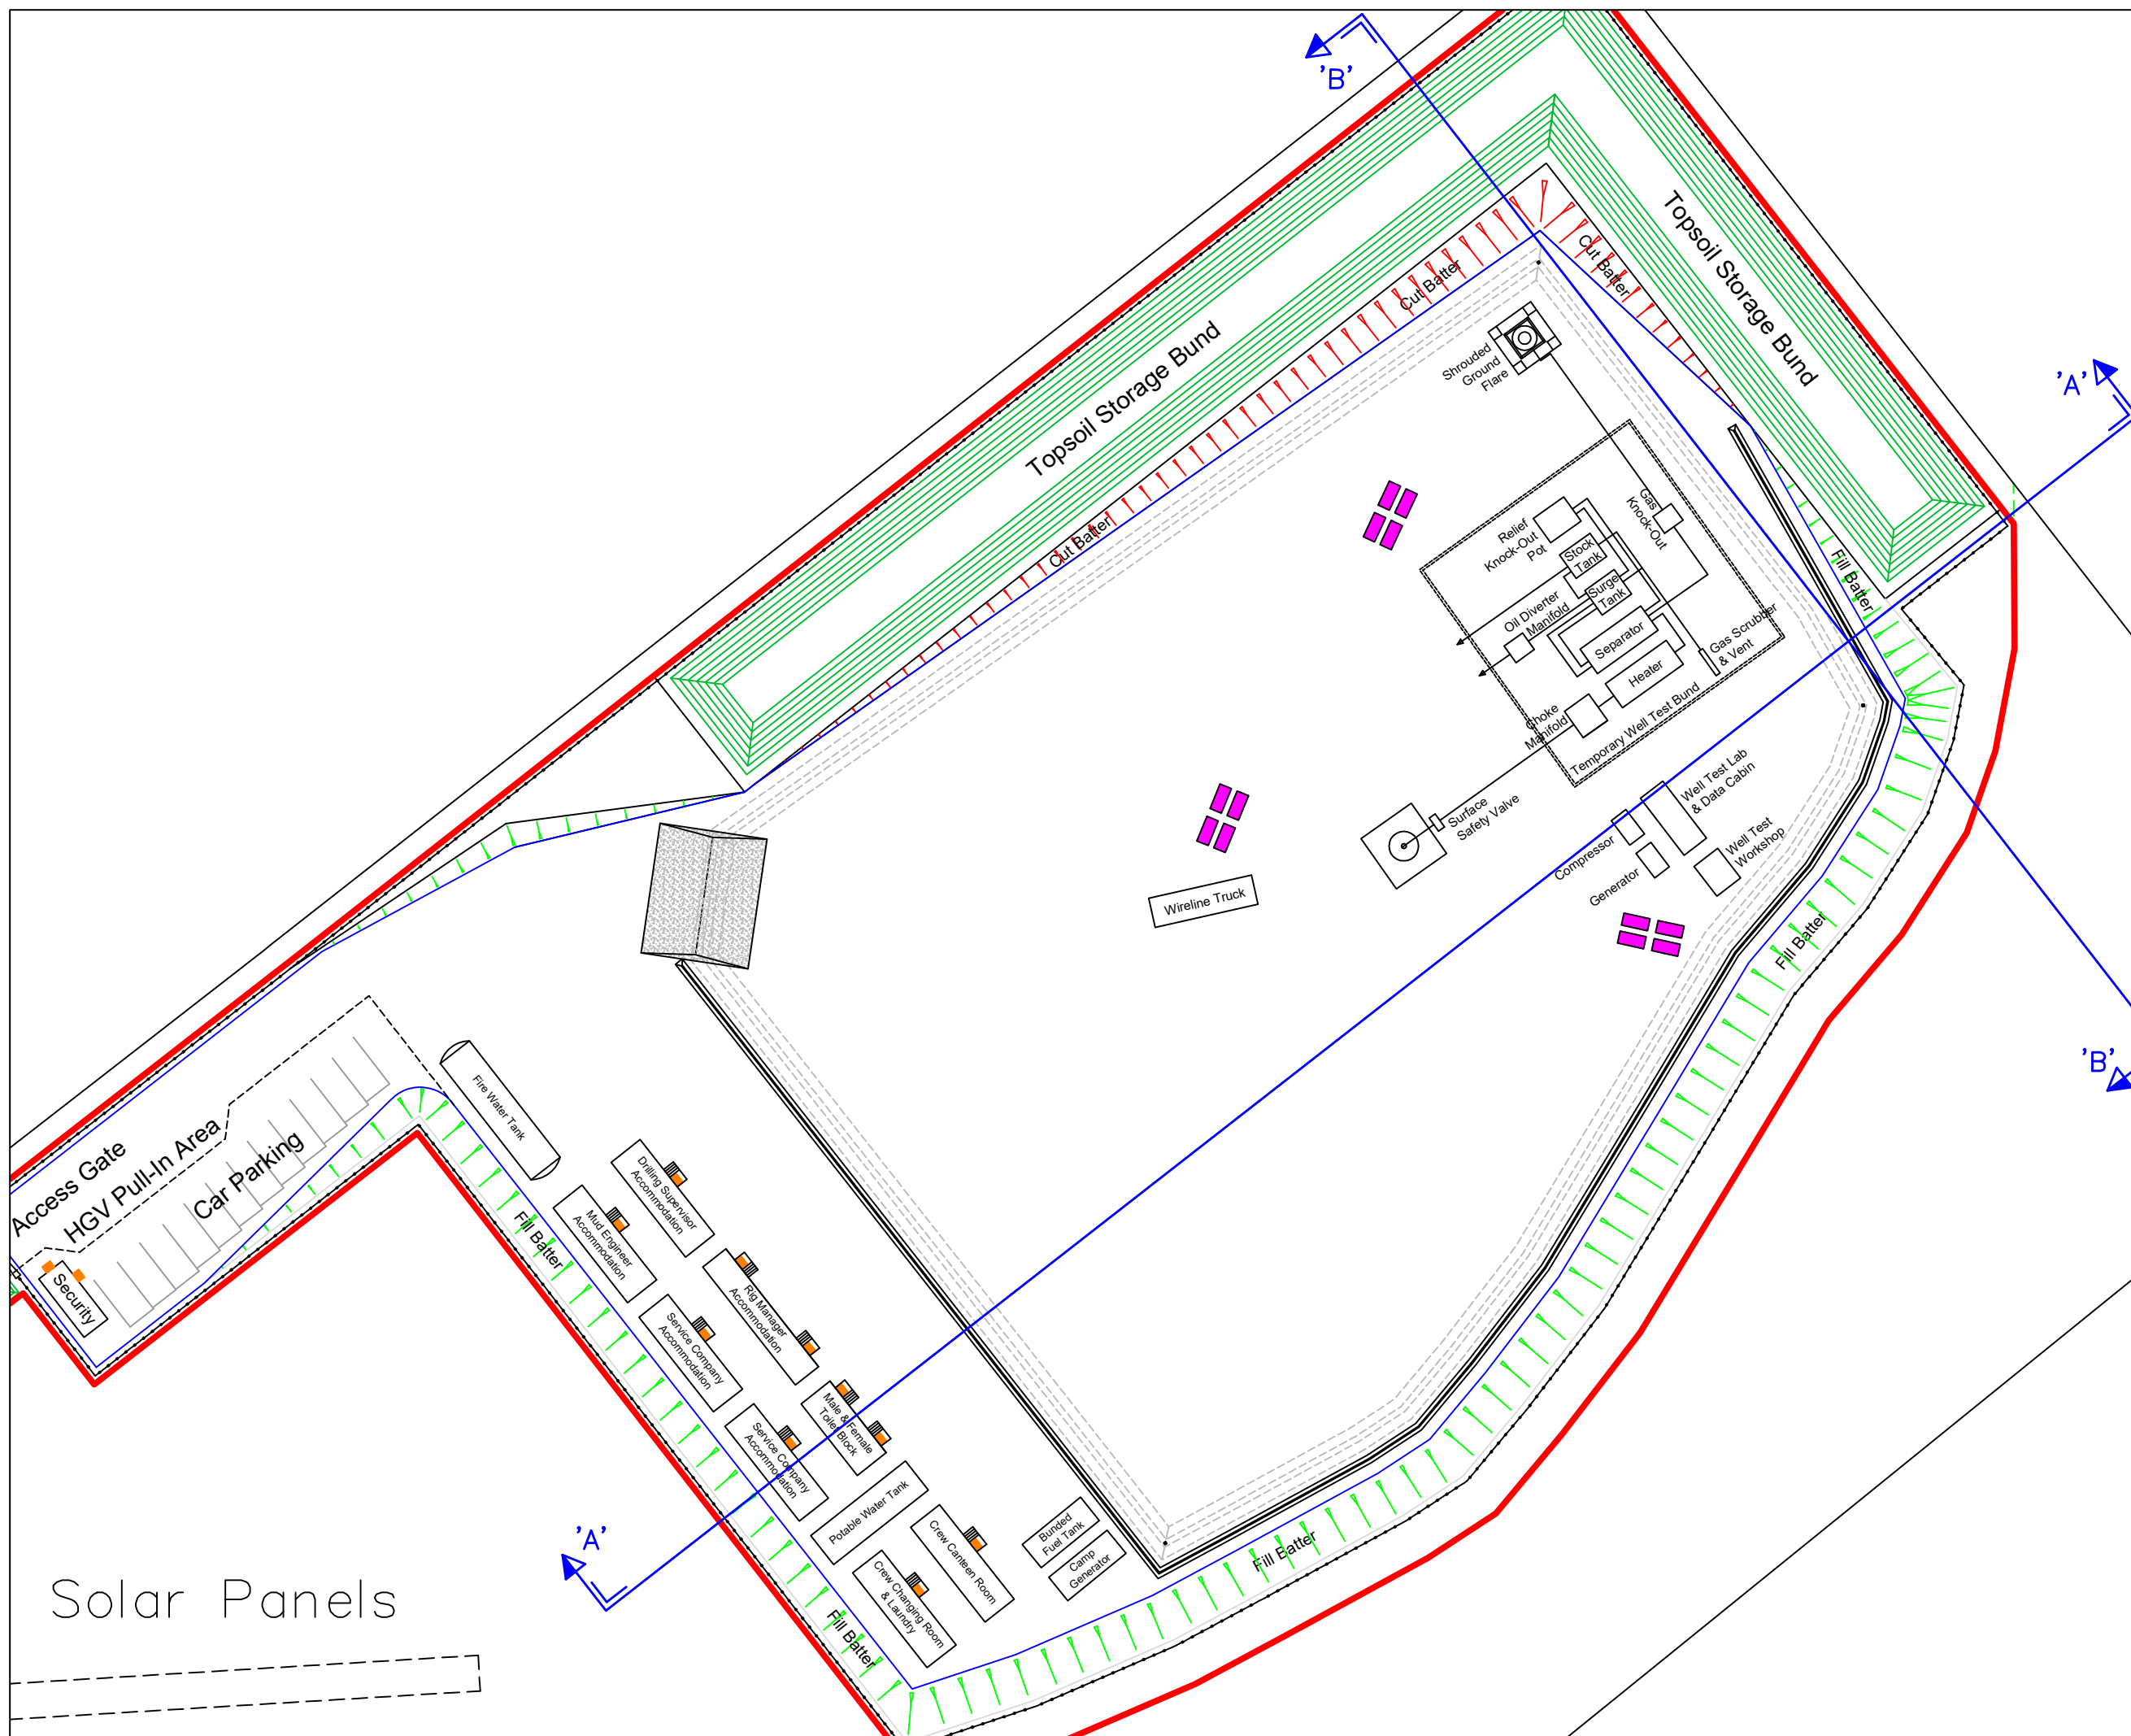 'B'
Topsoil Storage Bund
Cut Batter
Cut Batter
Topsoil Storage Bund
'A'
Shrouded
Ground
Flare
Gas
Knock-Out
Relief
Knock-Out
Pot
Stock
Tank
Surge
Tank
Oil Diverter
Manifold
Separator
Heater
Gas Scrubber
& Vent
Fill Batter
Cut Batter
Choke
Manifold
Temporary Well Test Bund
Surface
Safety Valve
Well Test Lab
& Data Cabin
Compressor
Well Test
Workshop
Generator
Wireline Truck
Fill Batter
Fire Water Tank
'B'
Access Gate
HGV Pull-In Area
Car Parking
Security
Fill Batter
Drilling Supervisor
Accommodation
Mud Engineer
Accommodation
Rig Manager
Accommodation
Service Company
Accommodation
Male & Female
Toilet Block
Service Company
Accommodation
Potable Water Tank
Crew Canteen Room
Bunded
Fuel Tank
Camp
Generator
Crew Changing Room
& Laundry
Fill Batter
Fill Batter
'A'
Solar Panels